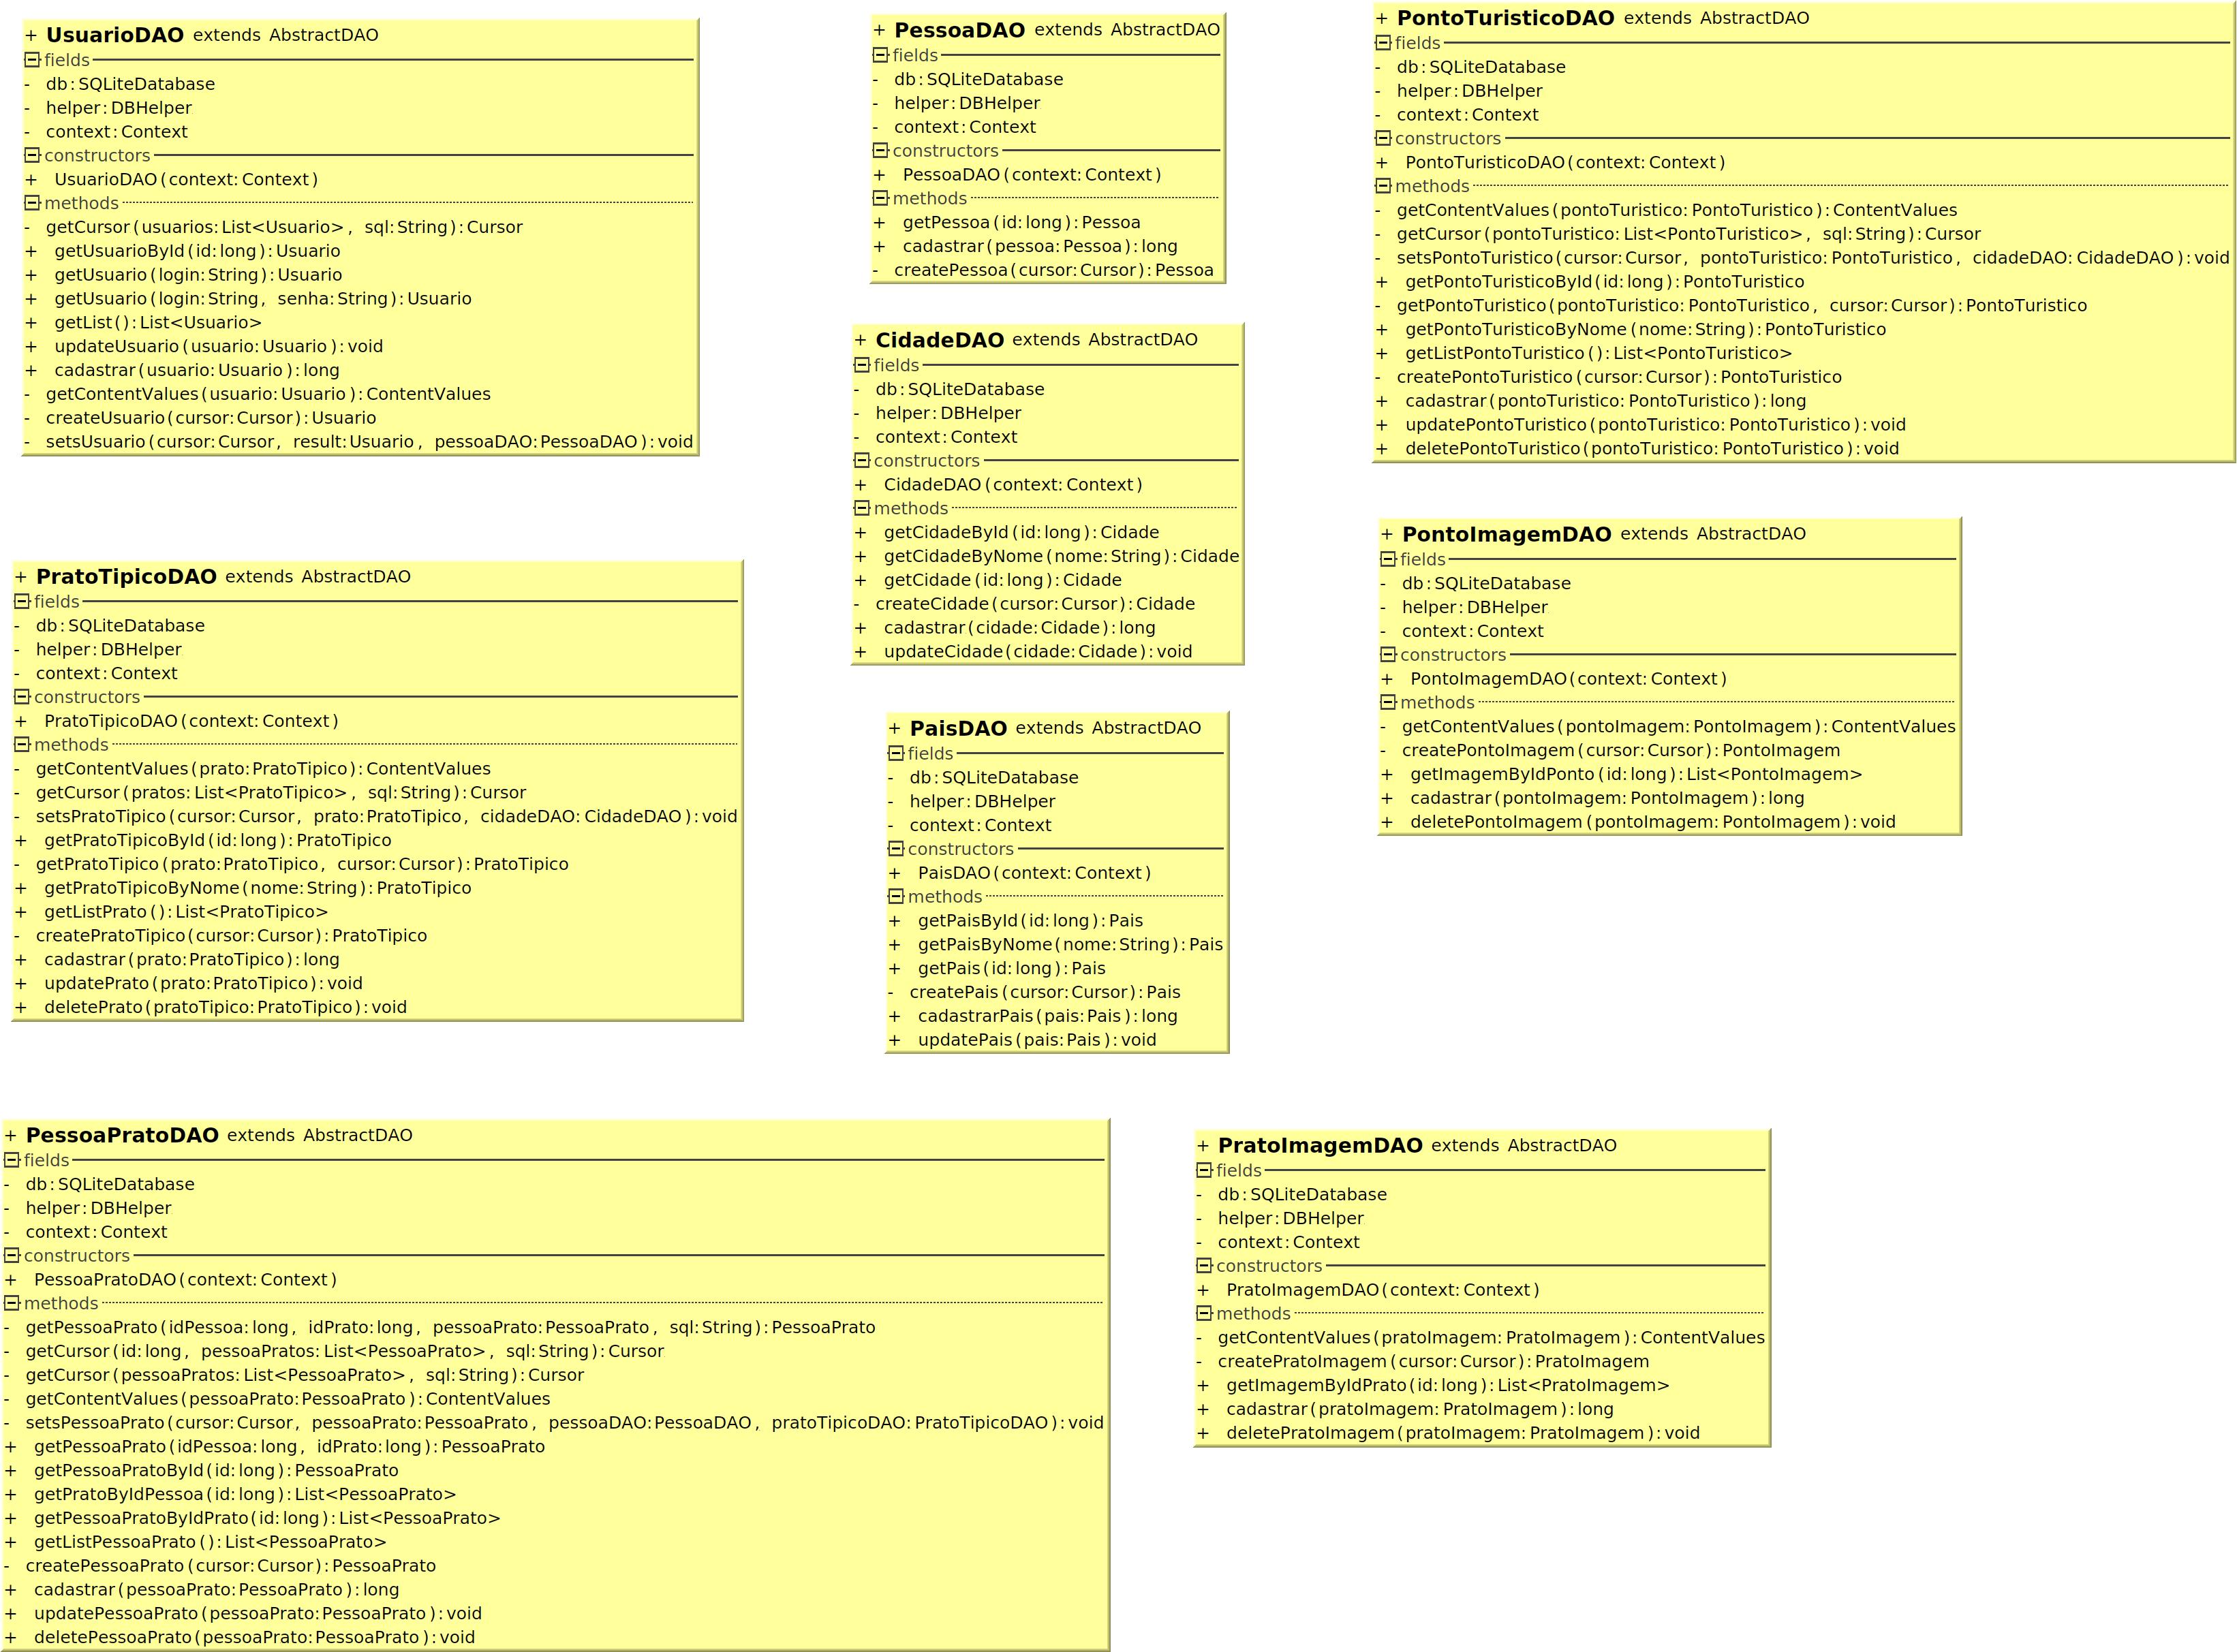 + UsuarioDAO extends AbstractDAO
fields
- db:SQLiteDatabase
- helper:DBHelper
- context:Context
constructors
+ UsuarioDAO(context:Context)
methods
- getCursor(usuarios:List<Usuario>, sql:String):Cursor
+ getUsuarioById(id:long):Usuario
+ getUsuario(login:String):Usuario
+ getUsuario(login:String, senha:String):Usuario
+ getList():List<Usuario>
+ updateUsuario(usuario:Usuario):void
+ cadastrar(usuario:Usuario):long
- getContentValues(usuario:Usuario):ContentValues
- createUsuario(cursor:Cursor):Usuario
- setsUsuario(cursor:Cursor, result:Usuario, pessoaDAO:PessoaDAO):void
+ PessoaDAO extends AbstractDAO
fields
- db:SQLiteDatabase
- helper:DBHelper
- context:Context
constructors
+ PessoaDAO(context:Context)
methods
+ getPessoa(id:long):Pessoa
+ cadastrar(pessoa:Pessoa):long
- createPessoa(cursor:Cursor):Pessoa
+ PontoTuristicoDAO extends AbstractDAO
fields
- db:SQLiteDatabase
- helper:DBHelper
- context:Context
constructors
+ PontoTuristicoDAO(context:Context)
methods
- getContentValues(pontoTuristico:PontoTuristico):ContentValues
- getCursor(pontoTuristico:List<PontoTuristico>, sql:String):Cursor
- setsPontoTuristico(cursor:Cursor, pontoTuristico:PontoTuristico, cidadeDAO:CidadeDAO):void
+ getPontoTuristicoById(id:long):PontoTuristico
- getPontoTuristico(pontoTuristico:PontoTuristico, cursor:Cursor):PontoTuristico
+ getPontoTuristicoByNome(nome:String):PontoTuristico
+ getListPontoTuristico():List<PontoTuristico>
- createPontoTuristico(cursor:Cursor):PontoTuristico
+ cadastrar(pontoTuristico:PontoTuristico):long
+ updatePontoTuristico(pontoTuristico:PontoTuristico):void
+ deletePontoTuristico(pontoTuristico:PontoTuristico):void
+ CidadeDAO extends AbstractDAO
fields
- db:SQLiteDatabase
- helper:DBHelper
- context:Context
constructors
+ CidadeDAO(context:Context)
methods
+ getCidadeById(id:long):Cidade
+ getCidadeByNome(nome:String):Cidade
+ getCidade(id:long):Cidade
- createCidade(cursor:Cursor):Cidade
+ cadastrar(cidade:Cidade):long
+ updateCidade(cidade:Cidade):void
+ PratoTipicoDAO extends AbstractDAO
fields
- db:SQLiteDatabase
- helper:DBHelper
- context:Context
constructors
+ PratoTipicoDAO(context:Context)
methods
- getContentValues(prato:PratoTipico):ContentValues
- getCursor(pratos:List<PratoTipico>, sql:String):Cursor
- setsPratoTipico(cursor:Cursor, prato:PratoTipico, cidadeDAO:CidadeDAO):void
+ getPratoTipicoById(id:long):PratoTipico
- getPratoTipico(prato:PratoTipico, cursor:Cursor):PratoTipico
+ getPratoTipicoByNome(nome:String):PratoTipico
+ getListPrato():List<PratoTipico>
- createPratoTipico(cursor:Cursor):PratoTipico
+ cadastrar(prato:PratoTipico):long
+ updatePrato(prato:PratoTipico):void
+ deletePrato(pratoTipico:PratoTipico):void
+ PontoImagemDAO extends AbstractDAO
fields
- db:SQLiteDatabase
- helper:DBHelper
- context:Context
constructors
+ PontoImagemDAO(context:Context)
methods
- getContentValues(pontoImagem:PontoImagem):ContentValues
- createPontoImagem(cursor:Cursor):PontoImagem
+ getImagemByIdPonto(id:long):List<PontoImagem>
+ cadastrar(pontoImagem:PontoImagem):long
+ deletePontoImagem(pontoImagem:PontoImagem):void
+ PaisDAO extends AbstractDAO
fields
- db:SQLiteDatabase
- helper:DBHelper
- context:Context
constructors
+ PaisDAO(context:Context)
methods
+ getPaisById(id:long):Pais
+ getPaisByNome(nome:String):Pais
+ getPais(id:long):Pais
- createPais(cursor:Cursor):Pais
+ cadastrarPais(pais:Pais):long
+ updatePais(pais:Pais):void
+ PessoaPratoDAO extends AbstractDAO
fields
- db:SQLiteDatabase
- helper:DBHelper
- context:Context
constructors
+ PessoaPratoDAO(context:Context)
methods
- getPessoaPrato(idPessoa:long, idPrato:long, pessoaPrato:PessoaPrato, sql:String):PessoaPrato
- getCursor(id:long, pessoaPratos:List<PessoaPrato>, sql:String):Cursor
- getCursor(pessoaPratos:List<PessoaPrato>, sql:String):Cursor
- getContentValues(pessoaPrato:PessoaPrato):ContentValues
- setsPessoaPrato(cursor:Cursor, pessoaPrato:PessoaPrato, pessoaDAO:PessoaDAO, pratoTipicoDAO:PratoTipicoDAO):void
+ getPessoaPrato(idPessoa:long, idPrato:long):PessoaPrato
+ getPessoaPratoById(id:long):PessoaPrato
+ getPratoByIdPessoa(id:long):List<PessoaPrato>
+ getPessoaPratoByIdPrato(id:long):List<PessoaPrato>
+ getListPessoaPrato():List<PessoaPrato>
- createPessoaPrato(cursor:Cursor):PessoaPrato
+ cadastrar(pessoaPrato:PessoaPrato):long
+ updatePessoaPrato(pessoaPrato:PessoaPrato):void
+ deletePessoaPrato(pessoaPrato:PessoaPrato):void
+ PratoImagemDAO extends AbstractDAO
fields
- db:SQLiteDatabase
- helper:DBHelper
- context:Context
constructors
+ PratoImagemDAO(context:Context)
methods
- getContentValues(pratoImagem:PratoImagem):ContentValues
- createPratoImagem(cursor:Cursor):PratoImagem
+ getImagemByIdPrato(id:long):List<PratoImagem>
+ cadastrar(pratoImagem:PratoImagem):long
+ deletePratoImagem(pratoImagem:PratoImagem):void